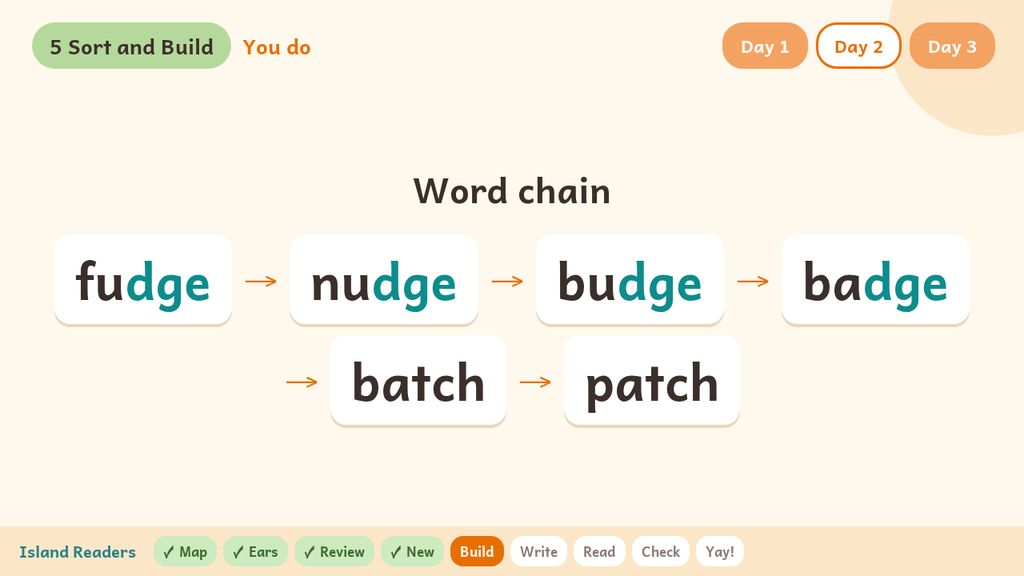 5 Sort and Build You do Day 1 Day 2 Day 3
Word chain
fudge → nudge → budge → badge
→ batch → patch
Island Readers ✓ Map ✓ Ears ✓ Review ✓ New Build Write Read Check Yay!